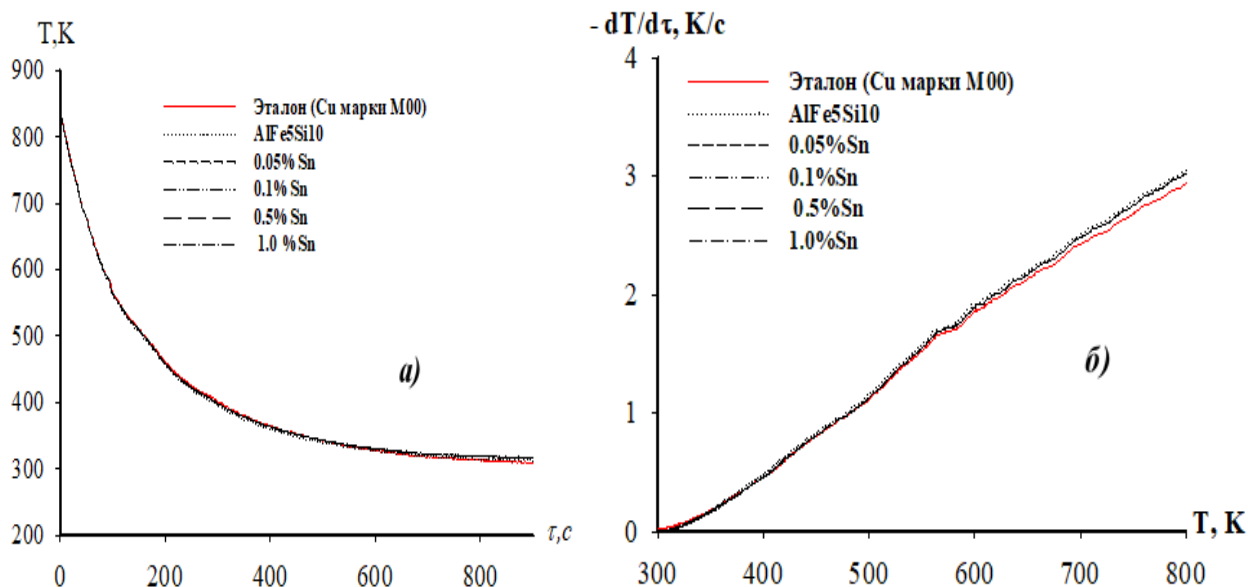 T,K
900
800
700
600
500
400
300
200
0
200
400
600
800
τ,c
Эталон (Cu марки М00)
AlFe5Si10
0.05% Sn
0.1% Sn
0.5% Sn
1.0 % Sn
а)
- dT/dτ, K/c
4
3
2
1
0
300
400
500
600
700
800
T, K
Эталон (Cu марки М00)
AlFe5Si10
0.05%Sn
0.1%Sn
0.5%Sn
1.0%Sn
б)